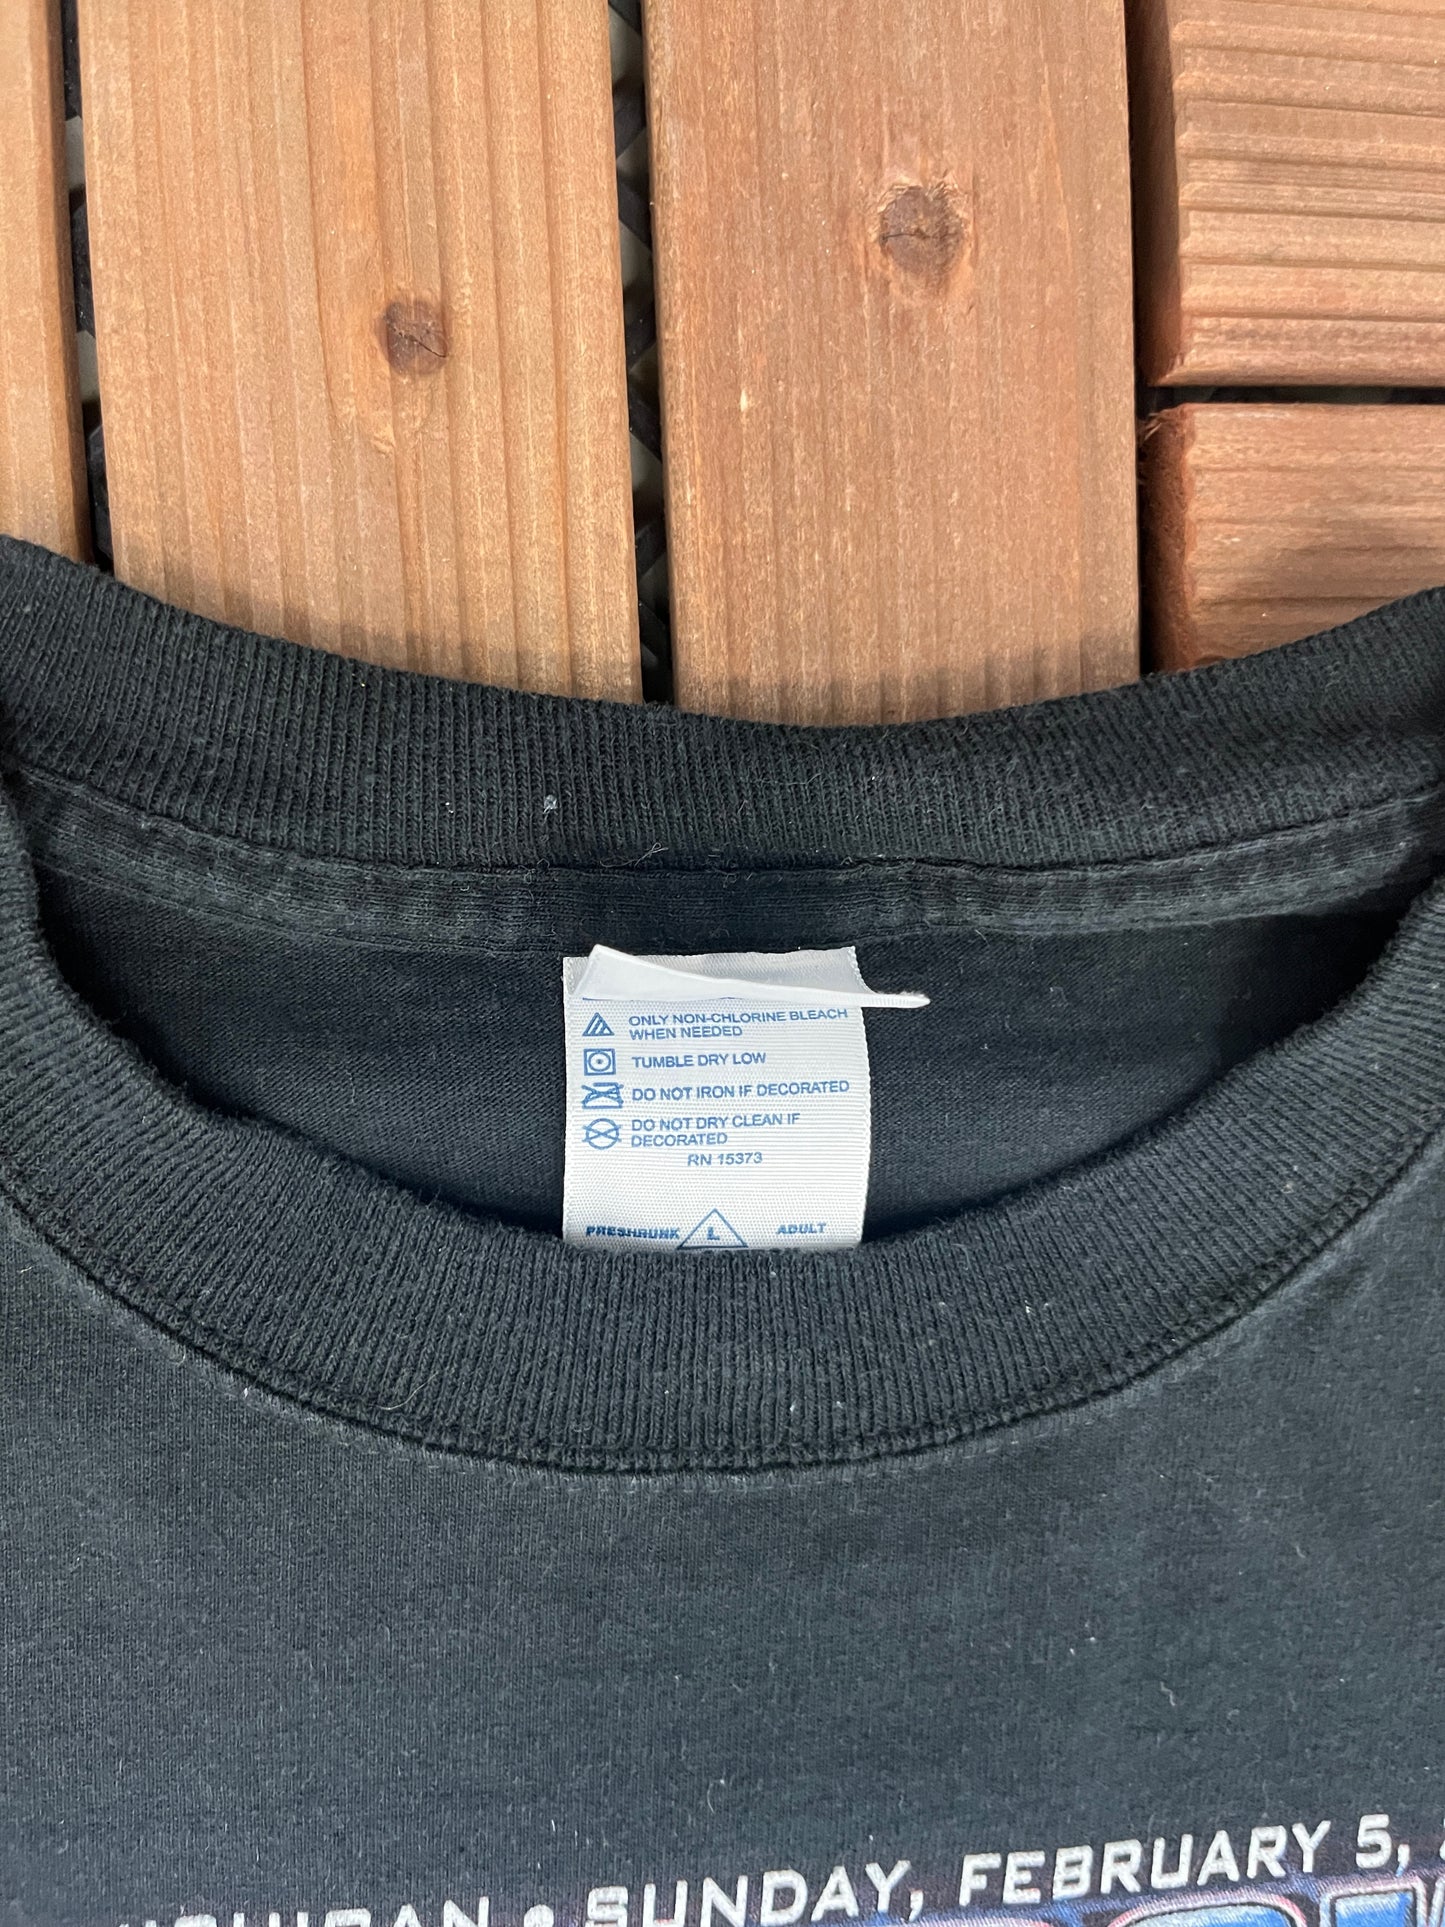 ONLY NON-CHLORINE BLEACH
WHEN NEEDED
TUMBLE DRY LOW
DO NOT IRON IF DECORATED
DO NOT DRY CLEAN IF
DECORATED
RN 15373
PRESHRUNK L ADULT
• SUNDAY, FEBRUARY 5,